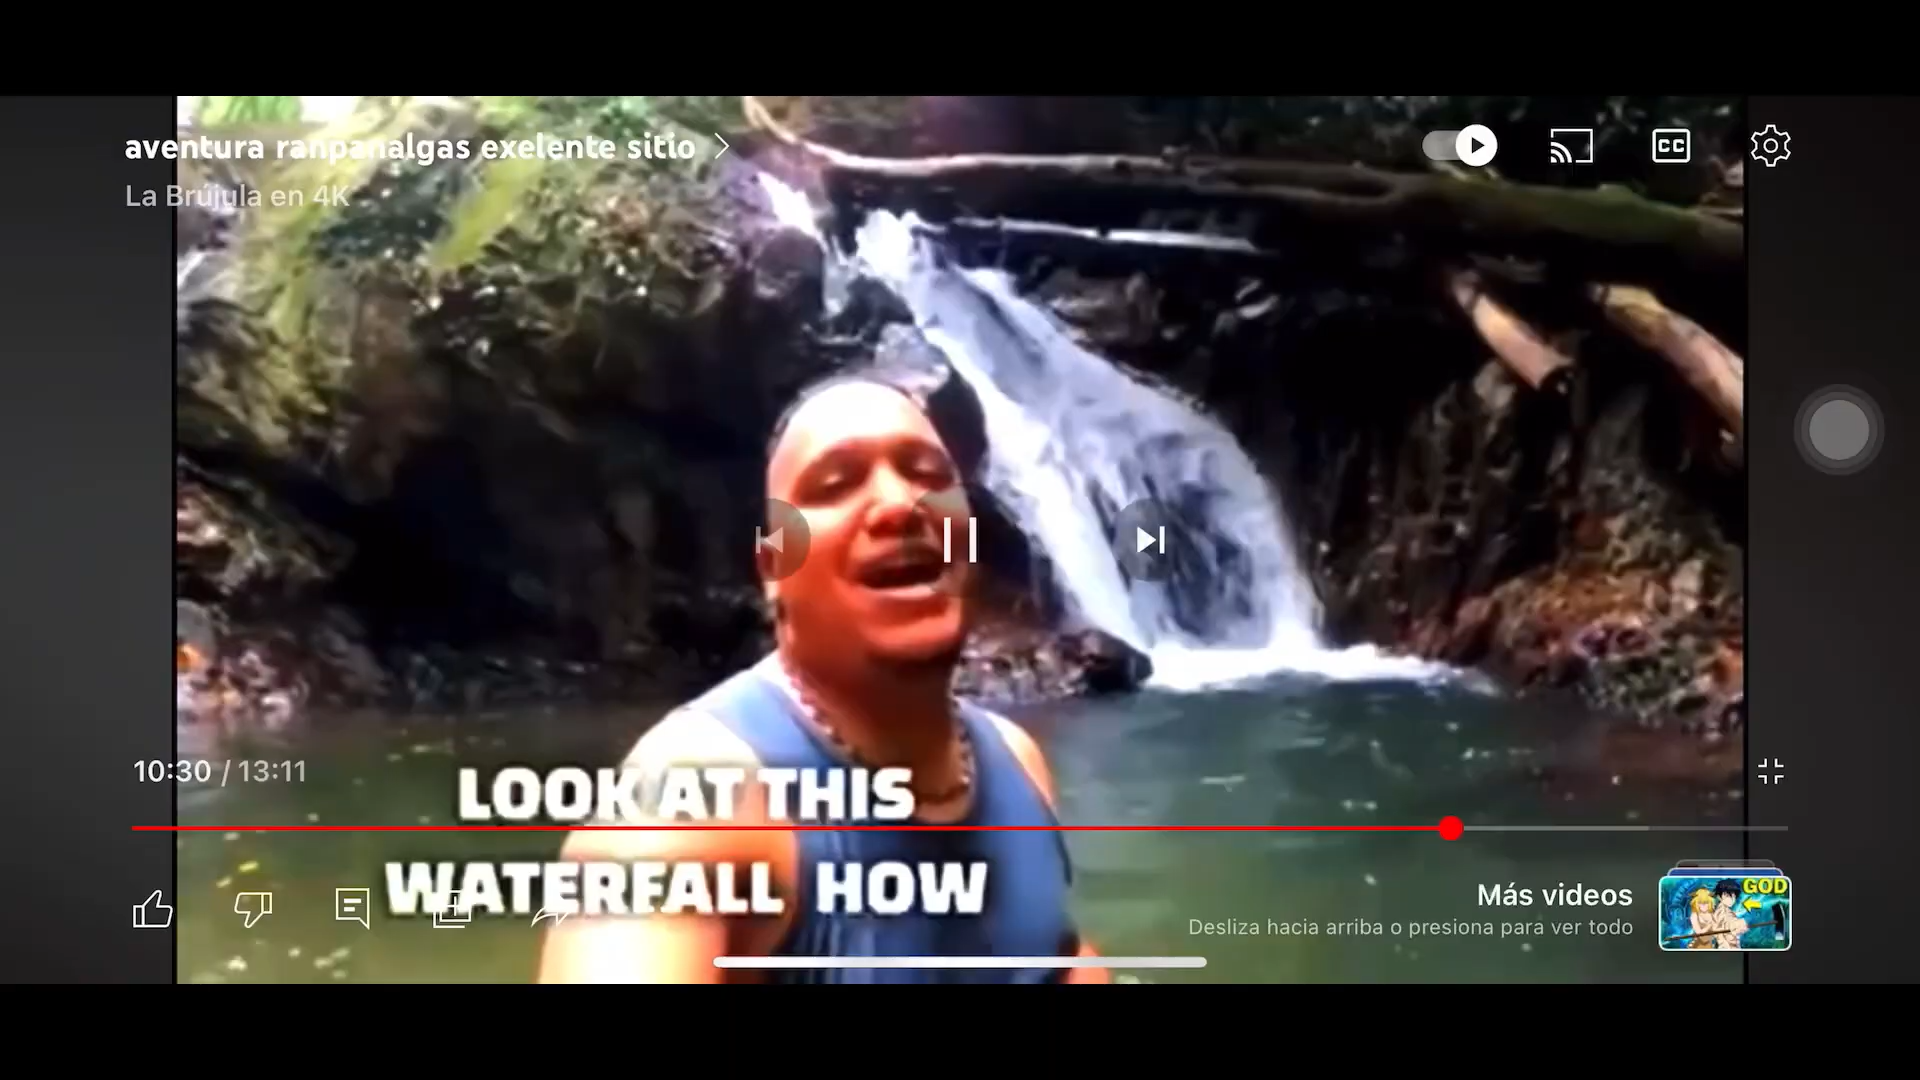 aventura ranpanalgas exelente sitio
La Brújula en 4K
CC
10:30 / 13:11
LOOK AT THIS
WATERFALL HOW
Más videos
Desliza hacia arriba o presiona para ver todo
GOD